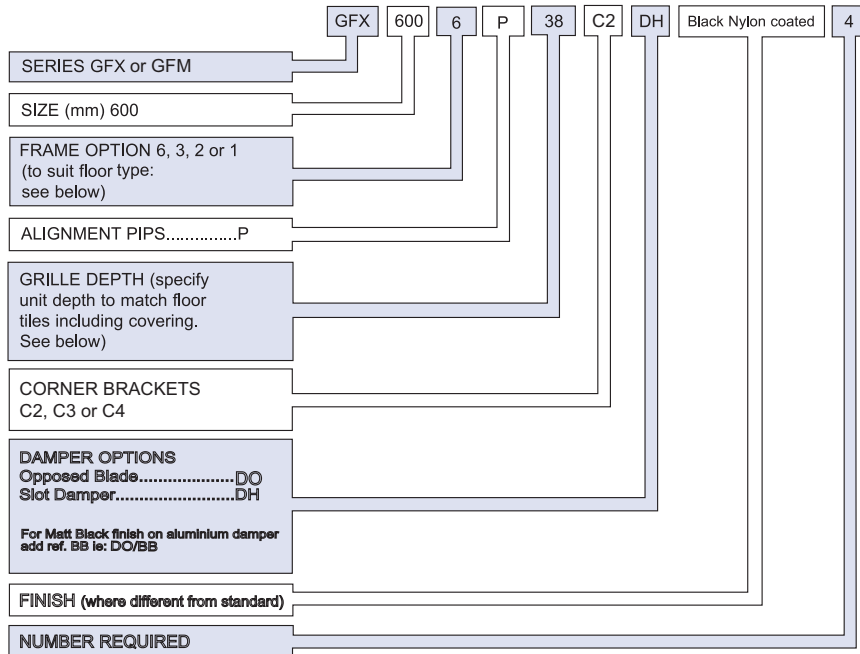 GFX 600 6 P 38 C2 DH Black Nylon coated 4
SERIES GFX or GFM
SIZE (mm) 600
FRAME OPTION 6, 3, 2 or 1
(to suit floor type:
see below)
ALIGNMENT PIPS..............P
GRILLE DEPTH (specify
unit depth to match floor
tiles including covering.
See below)
CORNER BRACKETS
C2, C3 or C4
DAMPER OPTIONS
Opposed Blade....................DO
Slot Damper.........................DH
For Matt Black finish on aluminium damper
add ref. BB ie: DO/BB
FINISH (where different from standard)
NUMBER REQUIRED